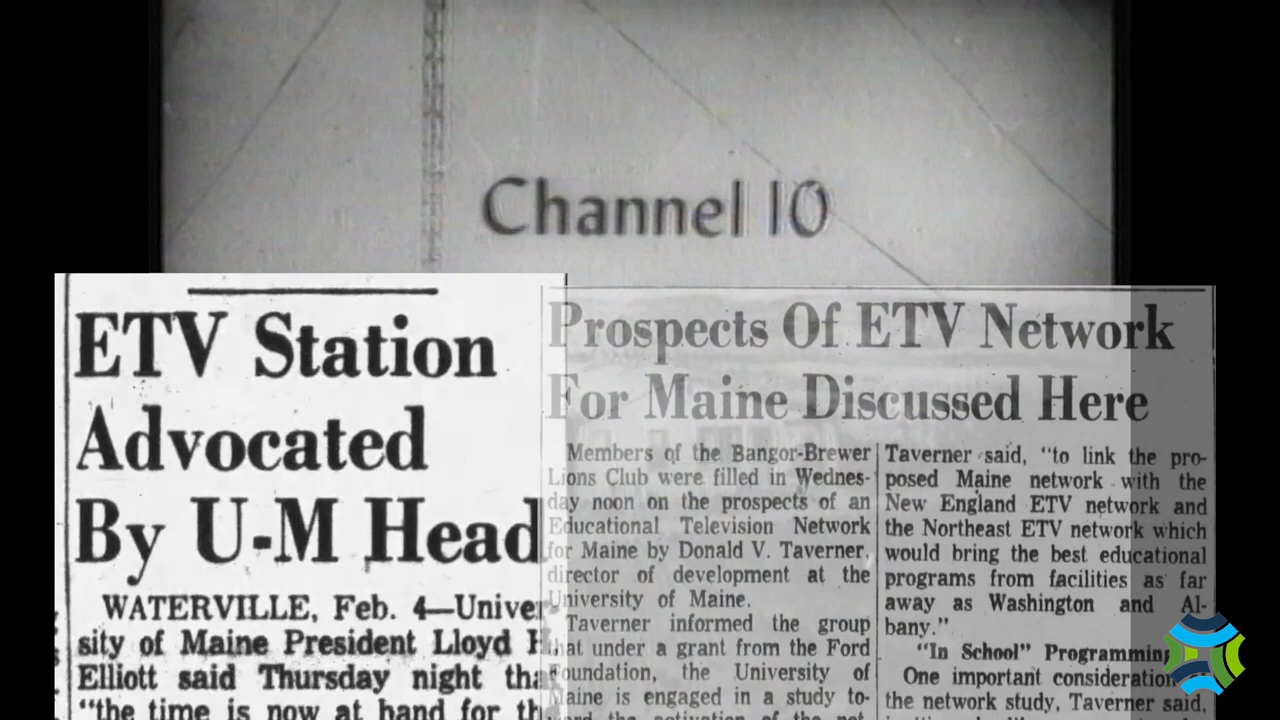 Channel 10
ETV Station
Advocated
By U-M Head
WATERVILLE, Feb. 4—Univer-
sity of Maine President Lloyd H
Elliott said Thursday night tha
"the time is now at hand for th
Prospects Of ETV Network
For Maine Discussed Here
Members of the Bangor-Brewer
Lions Club were filled in Wednes-
day noon on the prospects of an
Educational Television Network
for Maine by Donald V. Taverner,
director of development at the
University of Maine.
Taverner informed the group
that under a grant from the Ford
Foundation, the University of
Maine is engaged in a study to-
ward the activation of the net-
Taverner said, "to link the pro-
posed Maine network with the
New England ETV network and
the Northeast ETV network which
would bring the best educational
programs from facilities as far
away as Washington and Al-
bany."
"In School" Programming
One important consideration
the network study, Taverner said,